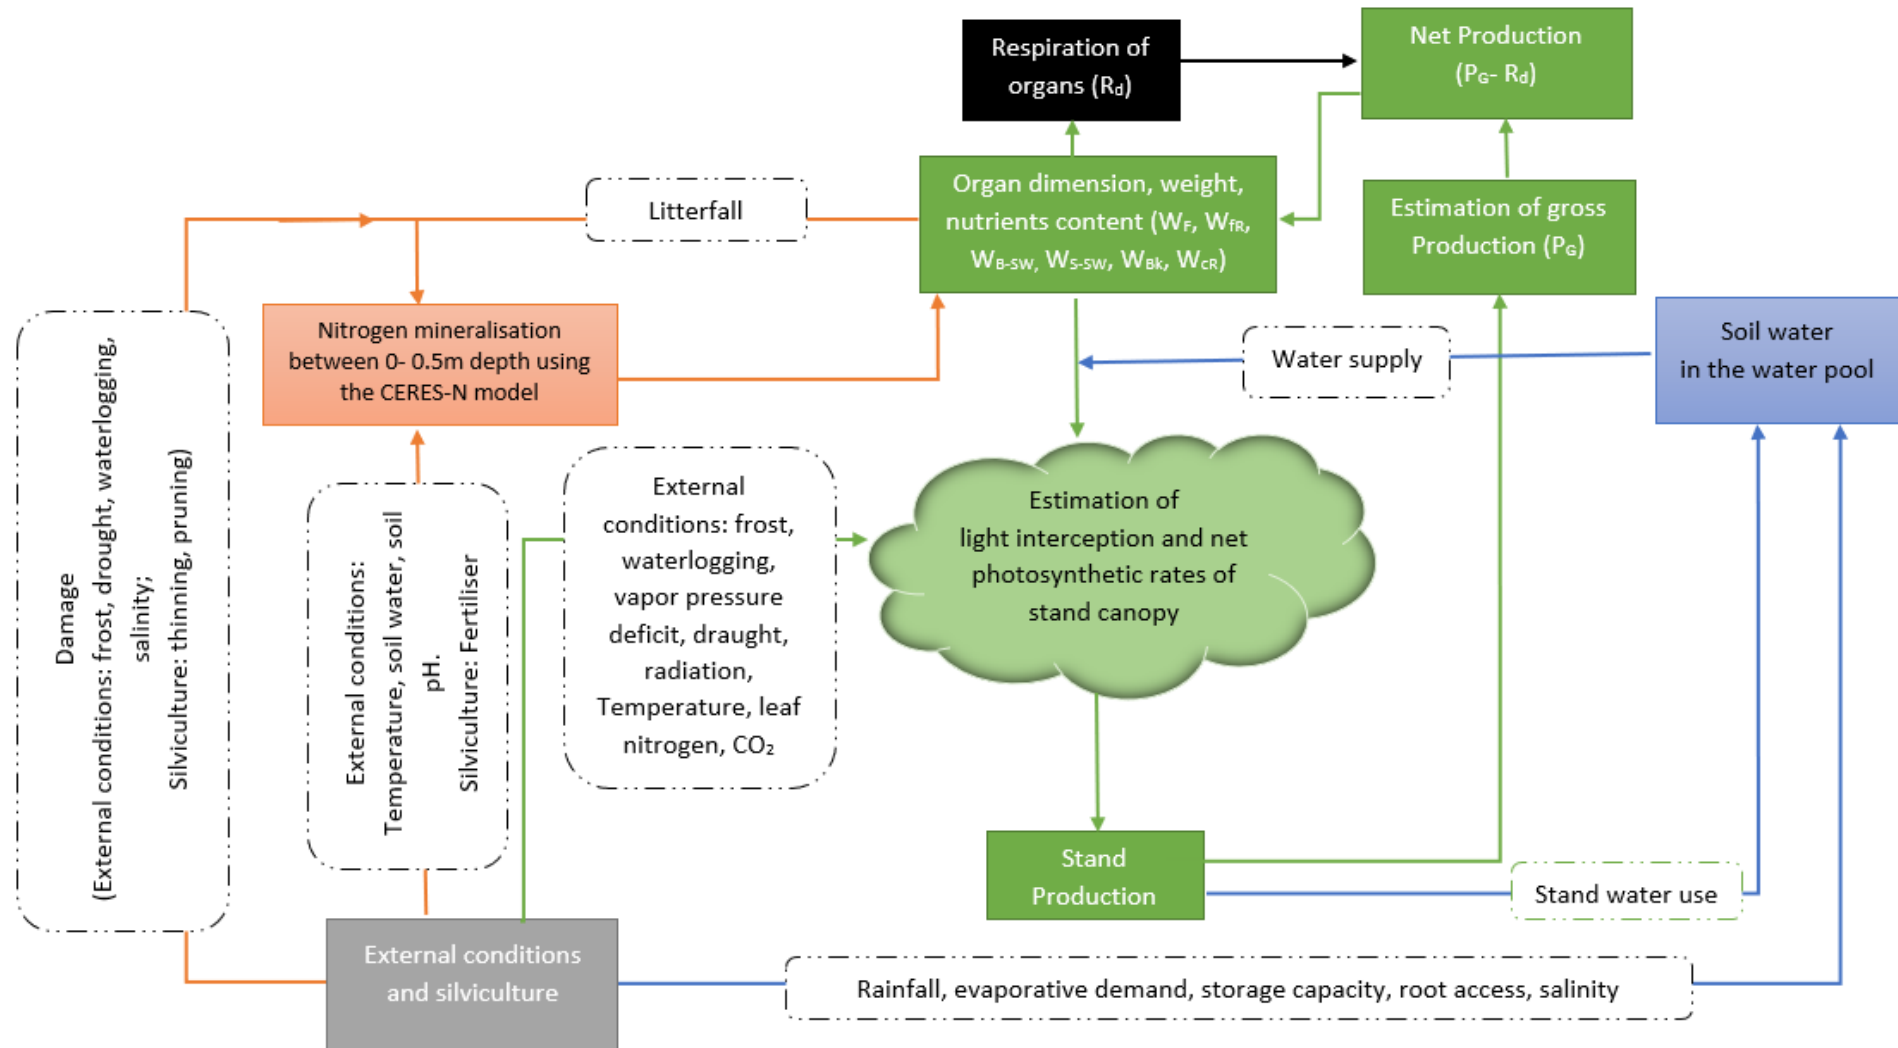 Respiration of
organs (Rd)
Net Production
(PG- Rd)
Organ dimension, weight,
nutrients content (WF, WfR,
WB-SW, WS-SW, WBk, WcR)
Estimation of gross
Production (PG)
Litterfall
Nitrogen mineralisation
between 0- 0.5m depth using
the CERES-N model
Water supply
Soil water
in the water pool
Damage
(External conditions: frost, drought, waterlogging,
salinity;
Silviculture: thinning, pruning)
External conditions:
Temperature, soil water, soil
pH.
Silviculture: Fertiliser
External
conditions: frost,
waterlogging,
vapor pressure
deficit, draught,
radiation,
Temperature, leaf
nitrogen, CO₂
Estimation of
light interception and net
photosynthetic rates of
stand canopy
Stand
Production
Stand water use
External conditions
and silviculture
Rainfall, evaporative demand, storage capacity, root access, salinity